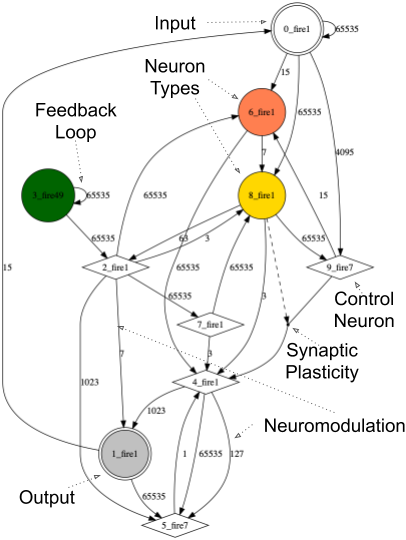 Input
0_fire1
65535
Neuron
Types
15
6_fire1
65535
4095
Feedback
Loop
7
3_fire49
65535
65535
8_fire1
15
65535
63
3
65535
2_fire1
9_fire7
65535
65535
65535
3
Control
Neuron
15
7_fire1
7
3
Synaptic
Plasticity
1023
4_fire1
1023
Neuromodulation
1_fire1
1
65535
127
Output
65535
5_fire7